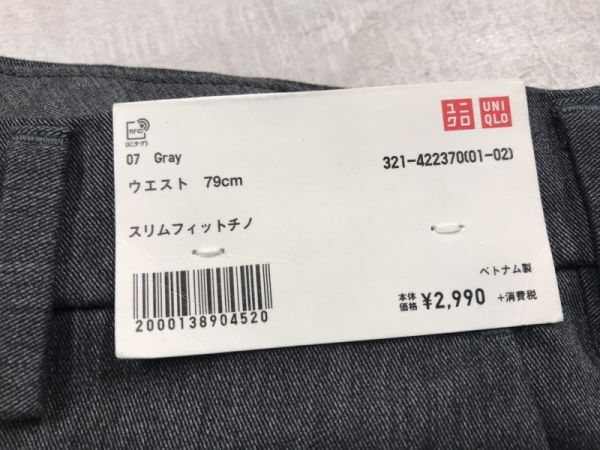 RFID
(ICタグ)
ユニクロ
UNIQLO
07 Gray
321-422370(01-02)
ウエスト 79cm
スリムフィットチノ
ベトナム製
本体価格 ¥2,990 +消費税
2000138904520